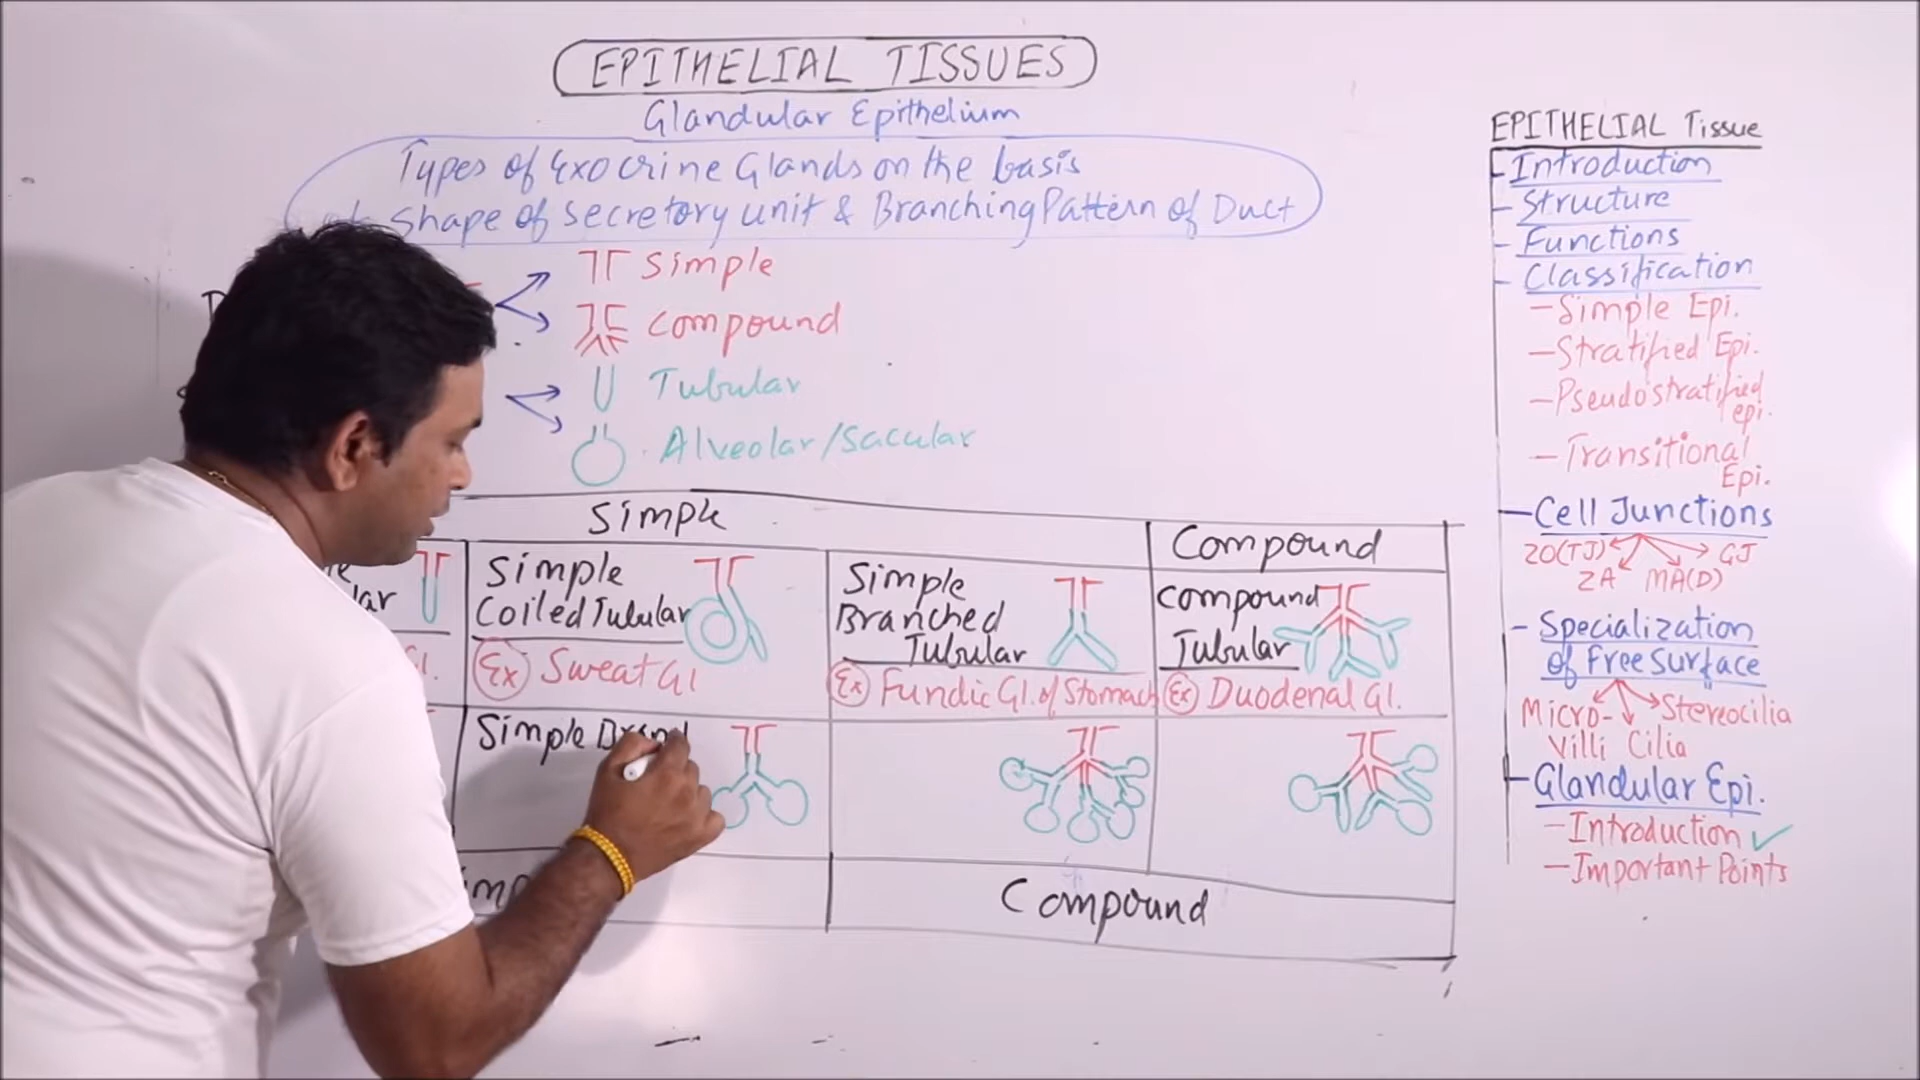 EPITHELIAL TISSUES
Glandular Epithelium
Types of Exocrine Glands on the basis
Shape of Secretory unit & Branching Pattern of Duct
Simple
Compound
Tubular
Alveolar/Sacular
Simple
Compound
Simple
Coiled Tubular
Ex Sweat Gl
Simple
Branched
Tubular
Ex Fundic Gl. of Stomach
Compound
Tubular
Ex Duodenal Gl.
Simple
Compound
EPITHELIAL Tissue
- Introduction
- Structure
- Functions
- Classification
- Simple Epi.
- Stratified Epi.
- Pseudostratified
epi.
- Transitional
Epi.
- Cell Junctions
ZO(TJ) GJ
ZA MA(D)
- Specialization
of Free Surface
Micro- Stereocilia
Villi Cilia
- Glandular Epi.
- Introduction ✓
- Important Points